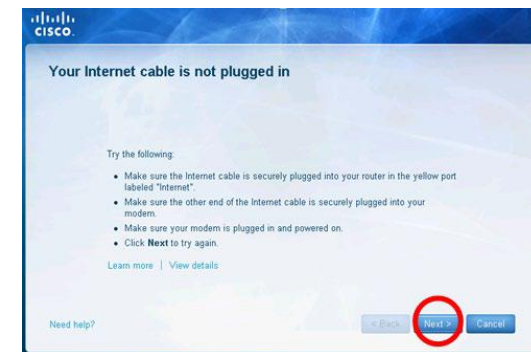 CISCO.
Your Internet cable is not plugged in
Try the following:
• Make sure the Internet cable is securely plugged into your router in the yellow port
labeled "Internet".
• Make sure the other end of the Internet cable is securely plugged into your
modem.
• Make sure your modem is plugged in and powered on.
• Click Next to try again.
Learn more | View details
Need help? < Back Next > Cancel